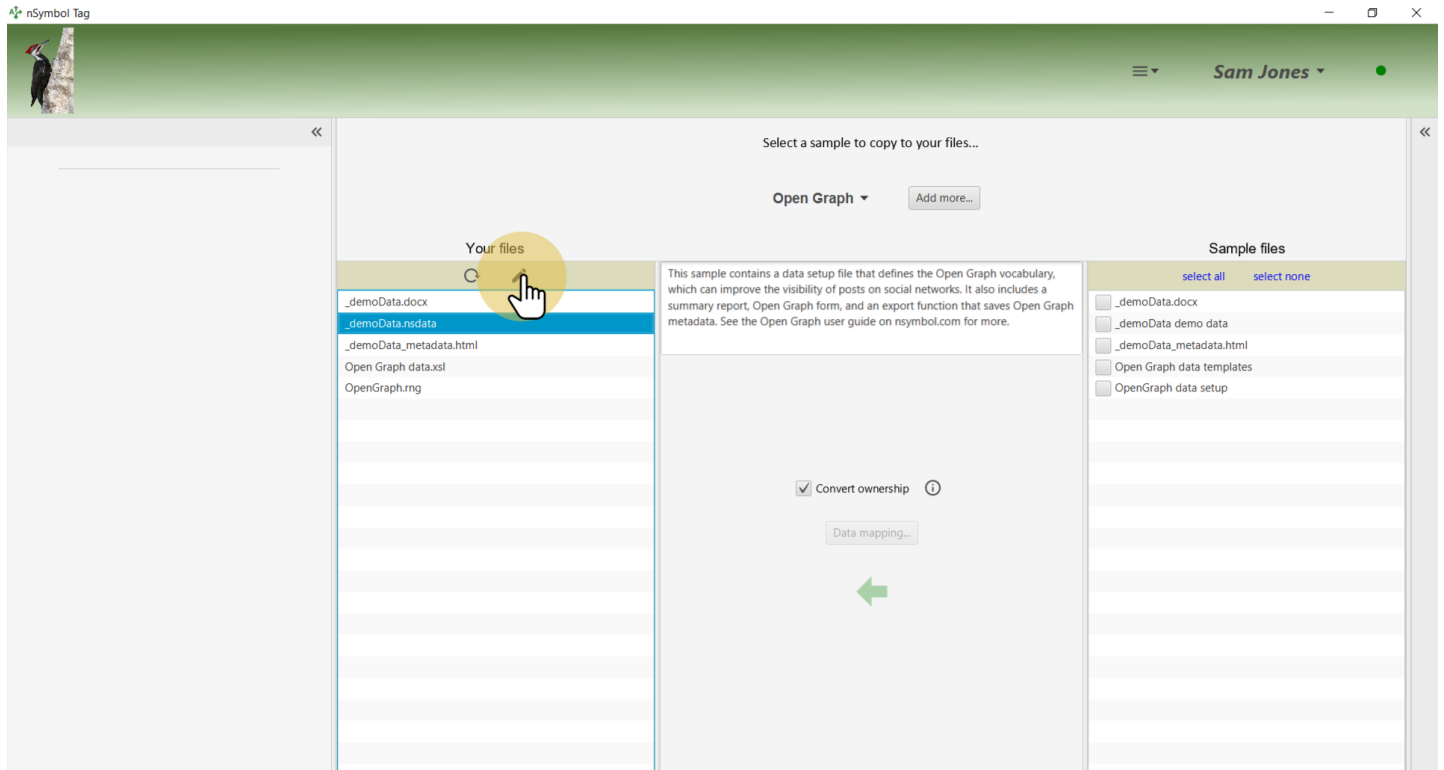 nSymbol Tag
Sam Jones
Select a sample to copy to your files...
Open Graph
Add more...
Your files
Sample files
_demoData.docx
_demoData.nsdata
_demoData_metadata.html
Open Graph data.xsl
OpenGraph.rng
This sample contains a data setup file that defines the Open Graph vocabulary,
which can improve the visibility of posts on social networks. It also includes a
summary report, Open Graph form, and an export function that saves Open Graph
metadata. See the Open Graph user guide on nsymbol.com for more.
Convert ownership
Data mapping...
select all select none
_demoData.docx
_demoData demo data
_demoData_metadata.html
Open Graph data templates
OpenGraph data setup